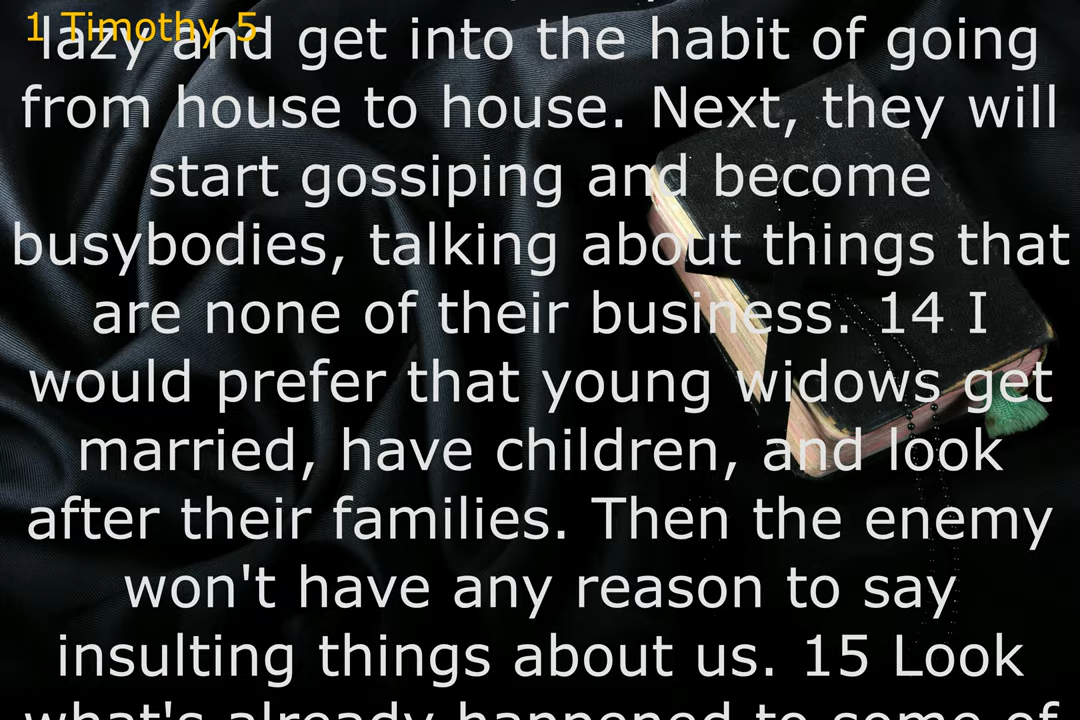 1 Timothy 5
lazy and get into the habit of going
from house to house. Next, they will
start gossiping and become
busybodies, talking about things that
are none of their business. 14 I
would prefer that young widows get
married, have children, and look
after their families. Then the enemy
won't have any reason to say
insulting things about us. 15 Look
what's already happened to some of